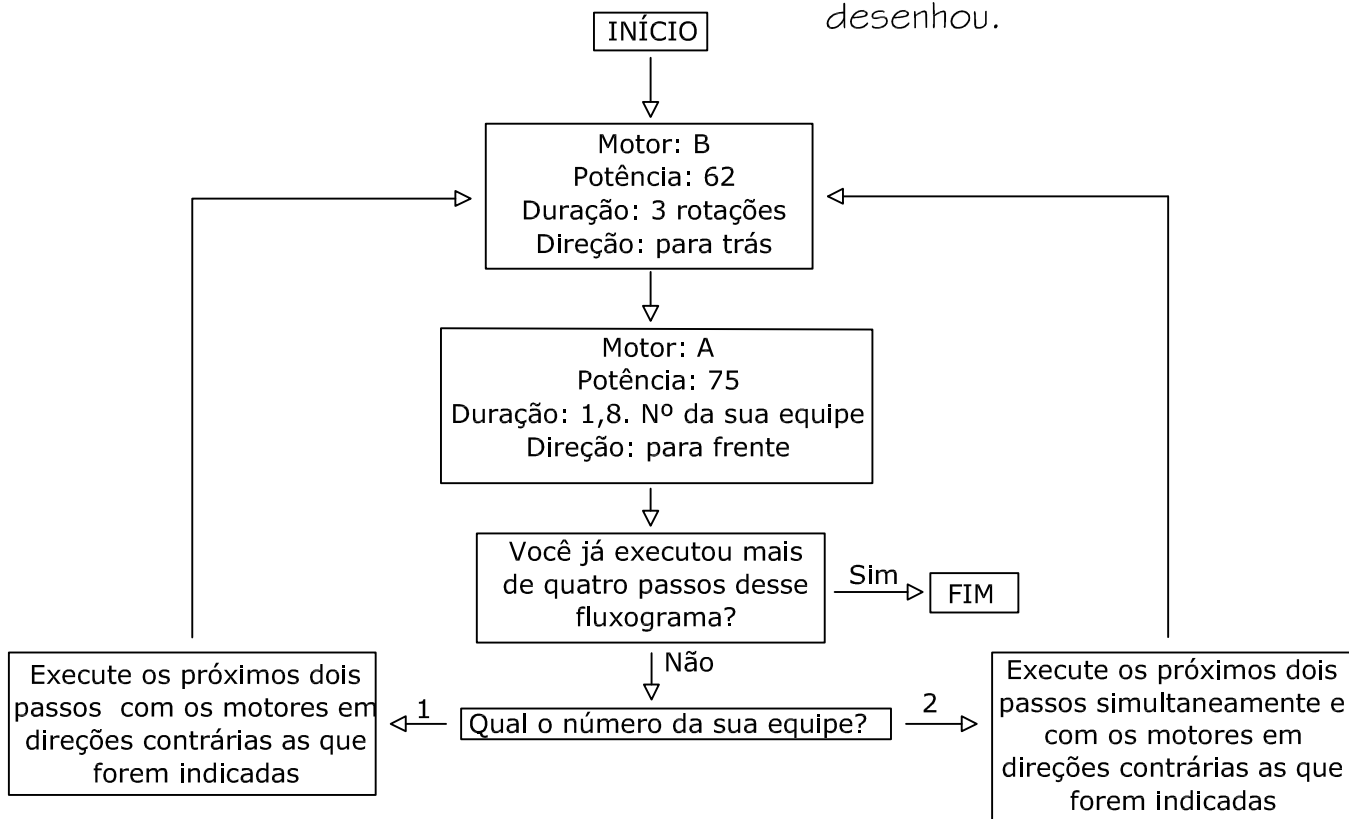 desenhou.
INÍCIO
Motor: B
Potência: 62
Duração: 3 rotações
Direção: para trás
Motor: A
Potência: 75
Duração: 1,8. Nº da sua equipe
Direção: para frente
Você já executou mais
de quatro passos desse
fluxograma?
Sim
FIM
Não
Qual o número da sua equipe?
1
Execute os próximos dois
passos com os motores em
direções contrárias as que
forem indicadas
2
Execute os próximos dois
passos simultaneamente e
com os motores em
direções contrárias as que
forem indicadas